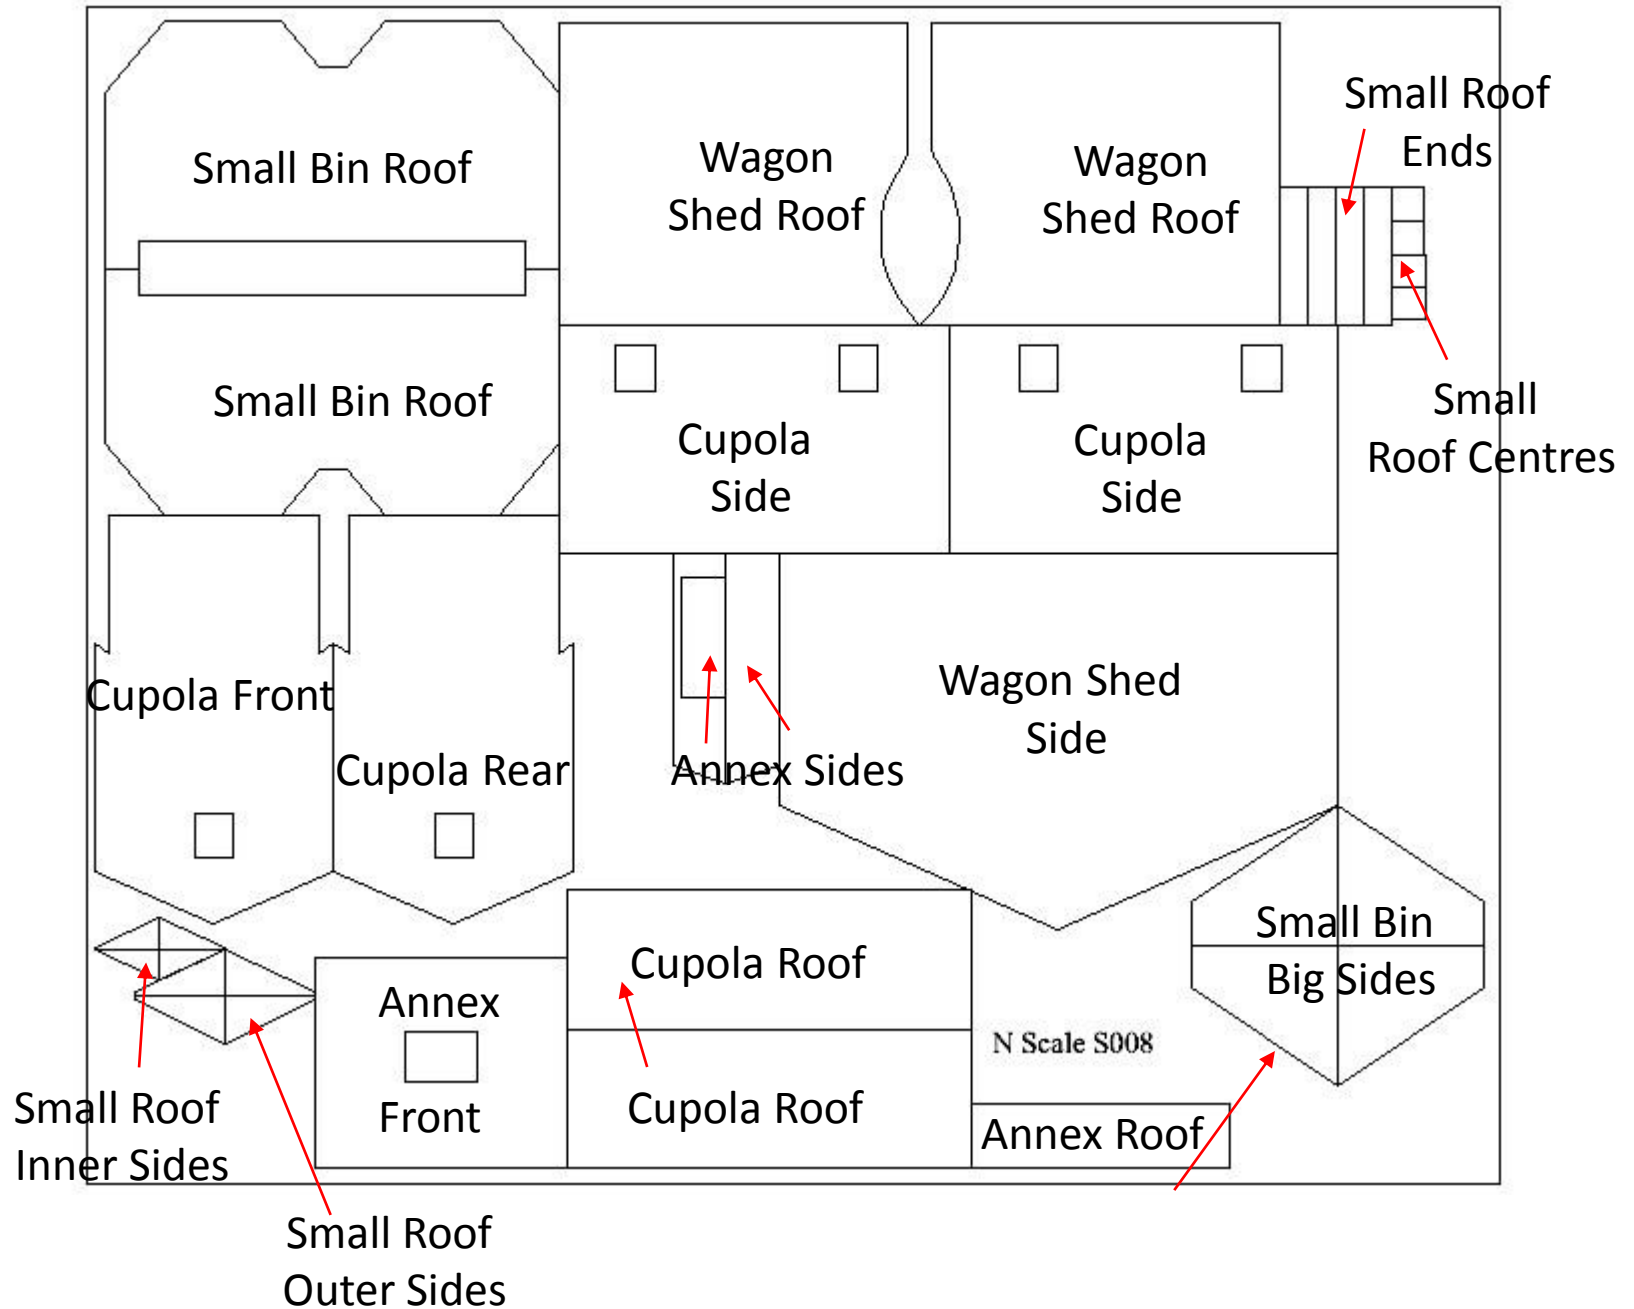 Small Roof
Ends
Small Bin Roof
Wagon
Shed Roof
Wagon
Shed Roof
Small Bin Roof
Small
Roof Centres
Cupola
Side
Cupola
Side
Cupola Front
Cupola Rear
Annex Sides
Wagon Shed
Side
Small Bin
Big Sides
Cupola Roof
Annex
Front
N Scale S008
Small Roof
Inner Sides
Cupola Roof
Annex Roof
Small Roof
Outer Sides